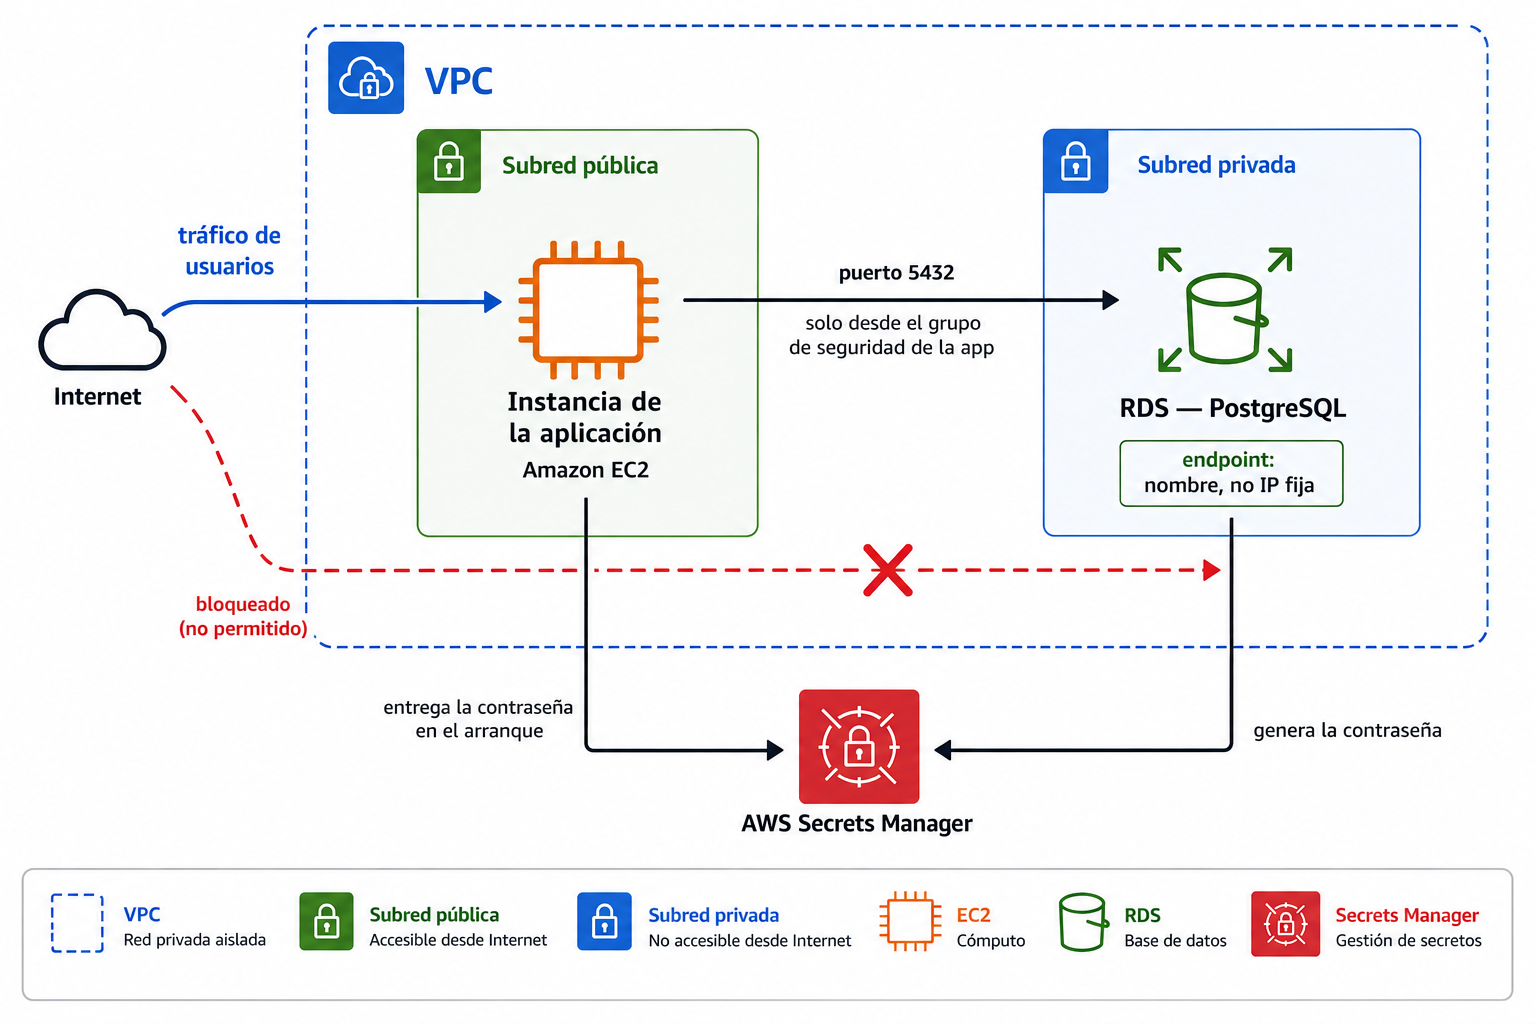 VPC
Subred pública
Subred privada
tráfico de
usuarios
puerto 5432
solo desde el grupo
de seguridad de la app
Internet
Instancia de
la aplicación
Amazon EC2
RDS — PostgreSQL
endpoint:
nombre, no IP fija
bloqueado
(no permitido)
entrega la contraseña
en el arranque
genera la contraseña
AWS Secrets Manager
VPC
Red privada aislada
Subred pública
Accesible desde Internet
Subred privada
No accesible desde Internet
EC2
Cómputo
RDS
Base de datos
Secrets Manager
Gestión de secretos